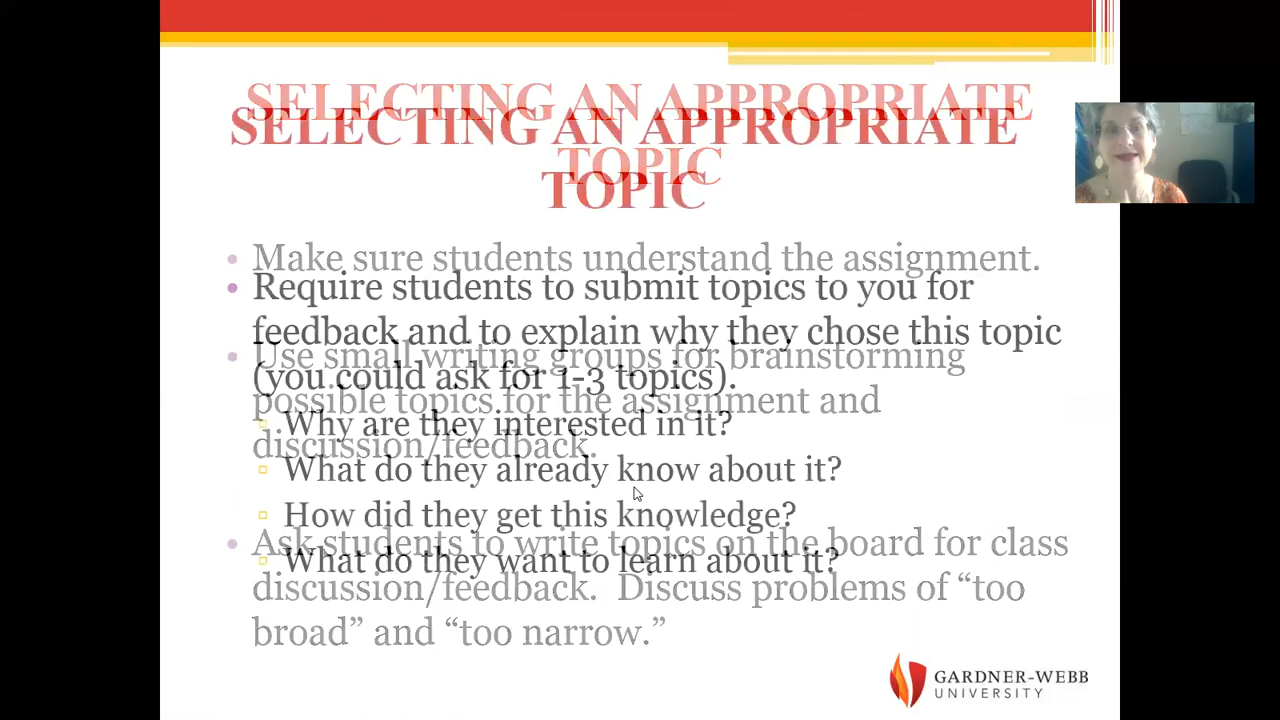 SELECTING AN APPROPRIATE
TOPIC
SELECTING AN APPROPRIATE
TOPIC
• Make sure students understand the assignment.
• Use small writing groups for brainstorming
possible topics for the assignment and
discussion/feedback.
• Ask students to write topics on the board for class
discussion/feedback. Discuss problems of “too
broad” and “too narrow.”
• Require students to submit topics to you for
feedback and to explain why they chose this topic
(you could ask for 1-3 topics).
▫ Why are they interested in it?
▫ What do they already know about it?
▫ How did they get this knowledge?
▫ What do they want to learn about it?
GARDNER-WEBB
UNIVERSITY